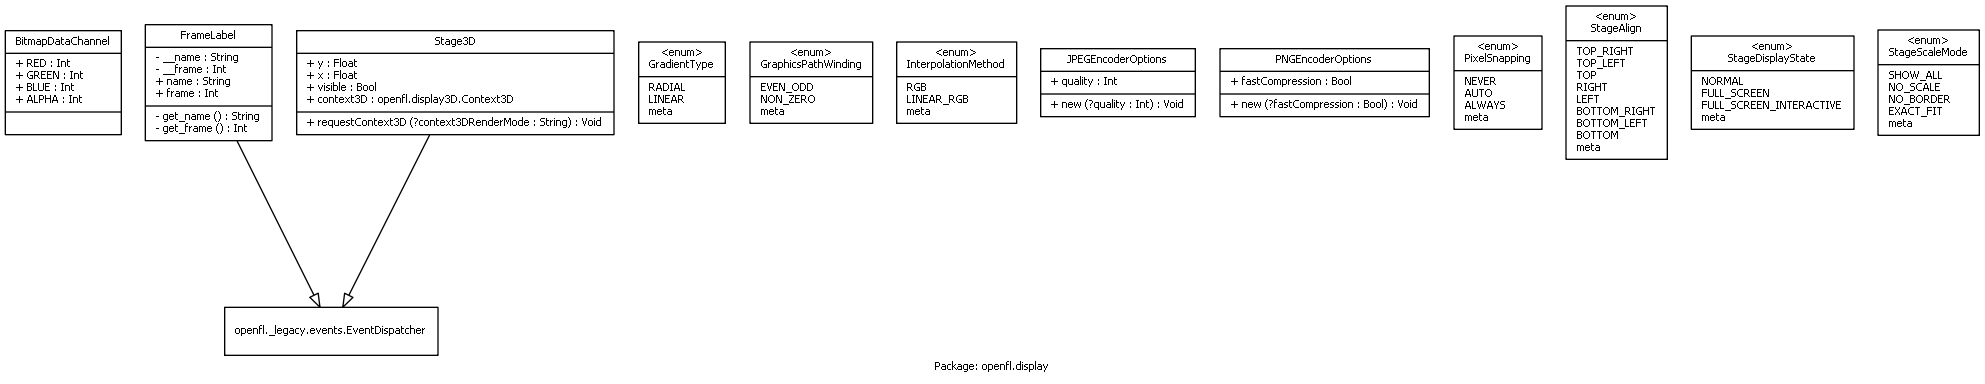 BitmapDataChannel
+ RED : Int
+ GREEN : Int
+ BLUE : Int
+ ALPHA : Int
FrameLabel
- __name : String
- __frame : Int
+ name : String
+ frame : Int
- get_name () : String
- get_frame () : Int
Stage3D
+ y : Float
+ x : Float
+ visible : Bool
+ context3D : openfl.display3D.Context3D
+ requestContext3D (?context3DRenderMode : String) : Void
<enum>
GradientType
RADIAL
LINEAR
meta
<enum>
GraphicsPathWinding
EVEN_ODD
NON_ZERO
meta
<enum>
InterpolationMethod
RGB
LINEAR_RGB
meta
JPEGEncoderOptions
+ quality : Int
+ new (?quality : Int) : Void
PNGEncoderOptions
+ fastCompression : Bool
+ new (?fastCompression : Bool) : Void
<enum>
PixelSnapping
NEVER
AUTO
ALWAYS
meta
<enum>
StageAlign
TOP_RIGHT
TOP_LEFT
TOP
RIGHT
LEFT
BOTTOM_RIGHT
BOTTOM_LEFT
BOTTOM
meta
<enum>
StageDisplayState
NORMAL
FULL_SCREEN
FULL_SCREEN_INTERACTIVE
meta
<enum>
StageScaleMode
SHOW_ALL
NO_SCALE
NO_BORDER
EXACT_FIT
meta
openfl._legacy.events.EventDispatcher
Package: openfl.display